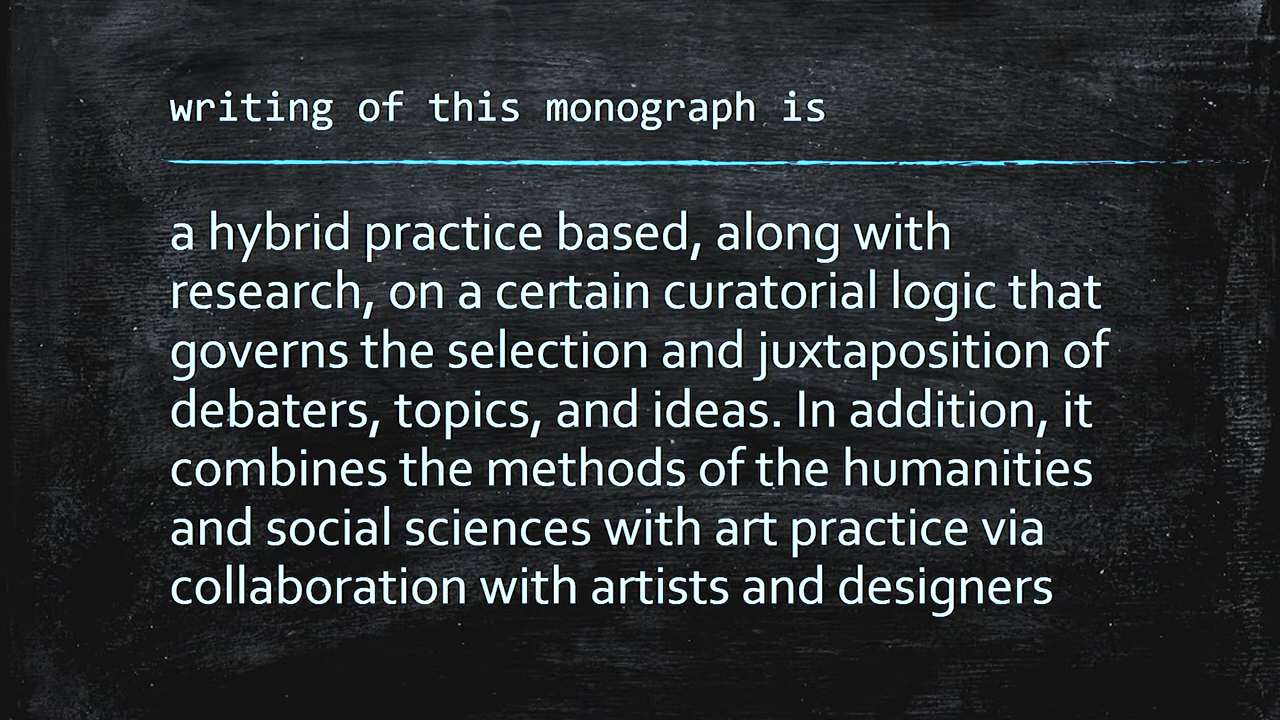 writing of this monograph is
a hybrid practice based, along with
research, on a certain curatorial logic that
governs the selection and juxtaposition of
debaters, topics, and ideas. In addition, it
combines the methods of the humanities
and social sciences with art practice via
collaboration with artists and designers